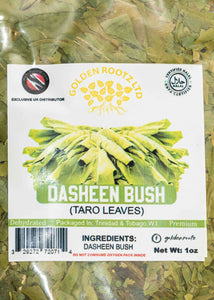 GOLDEN ROOTZ LTD
EXCLUSIVE UK DISTRIBUTOR
HALAL
DASHEEN BUSH
(TARO LEAVES)
Dehydrated
Packaged In: Trinidad & Tobago W.I
Premium
INGREDIENTS:
DASHEEN BUSH
DO NOT CONSUME OXYGEN PACK INSIDE
goldenrootz
Net Wt: 1oz